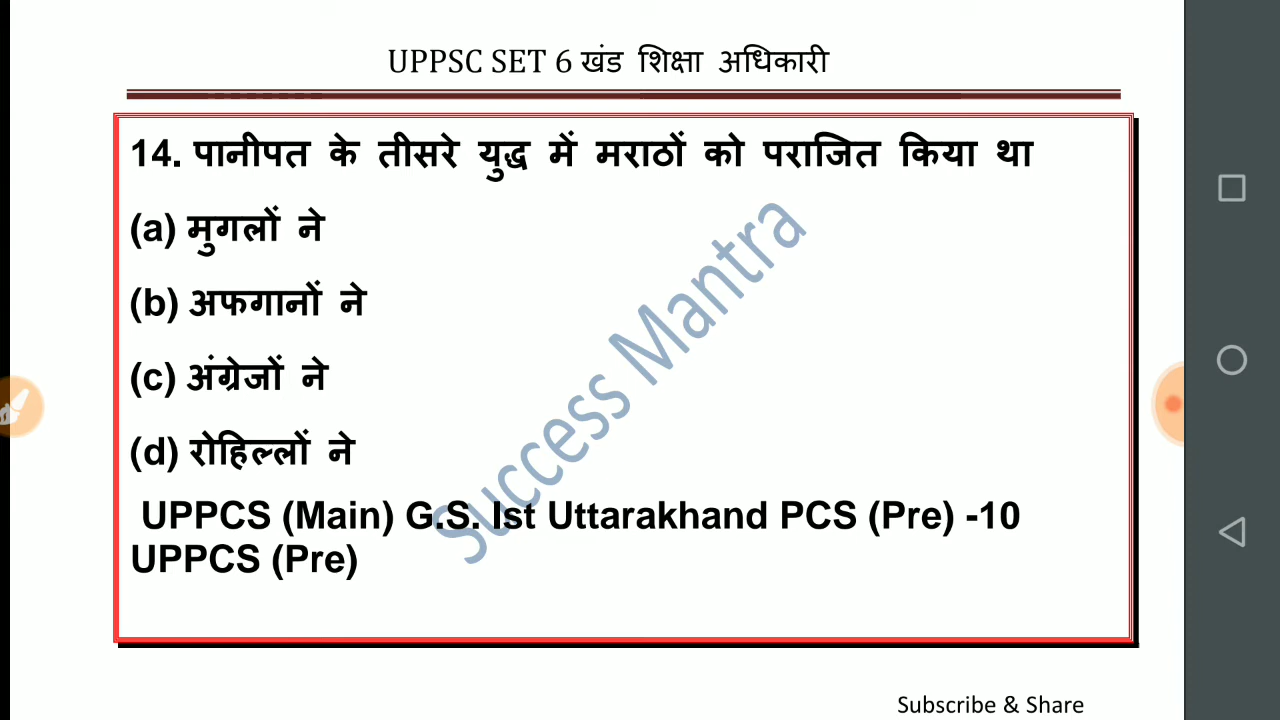 UPPSC SET 6 खंड शिक्षा अधिकारी
14. पानीपत के तीसरे युद्ध में मराठों को पराजित किया था
(a) मुगलों ने
(b) अफगानों ने
(c) अंग्रेजों ने
(d) रोहिल्लों ने
UPPCS (Main) G.S. Ist Uttarakhand PCS (Pre) -10
UPPCS (Pre)
Success Mantra
Subscribe & Share